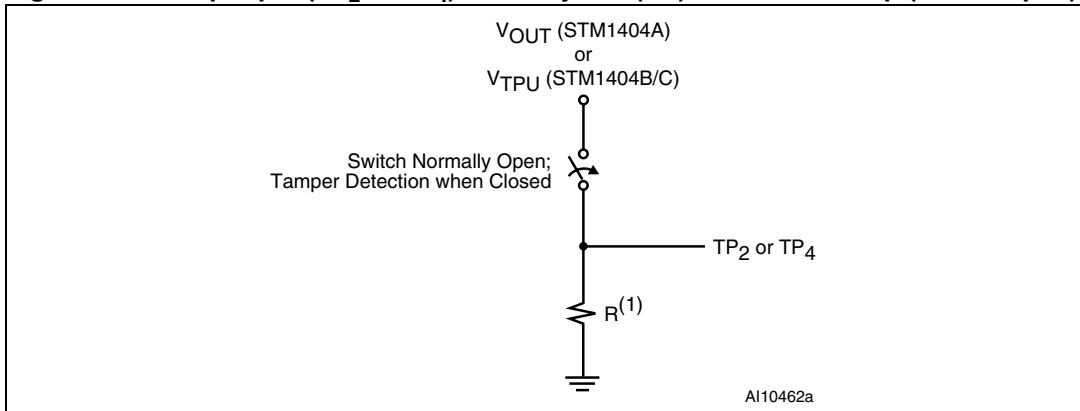 VOUT (STM1404A)
or
VTPU (STM1404B/C)
Switch Normally Open;
Tamper Detection when Closed
TP2 or TP4
R(1)
AI10462a